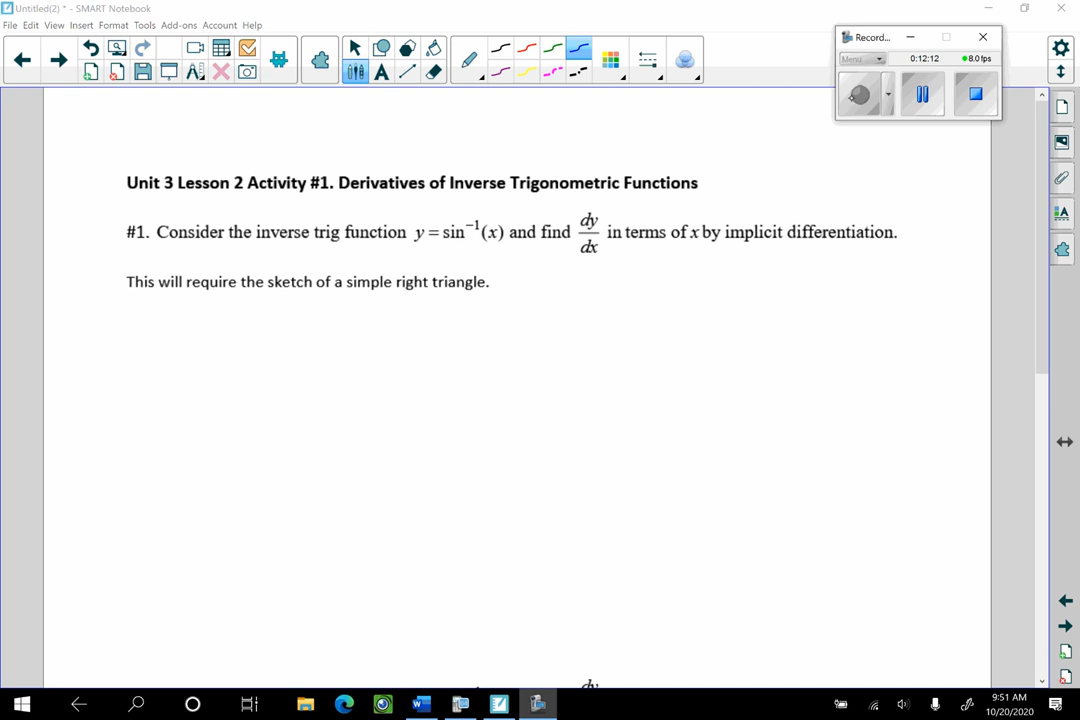 Untitled(2) * - SMART Notebook
File Edit View Insert Format Tools Add-ons Account Help
Record...
Menu
0:12:12
8.0fps
Unit 3 Lesson 2 Activity #1. Derivatives of Inverse Trigonometric Functions
#1. Consider the inverse trig function y = sin⁻¹(x) and find dy/dx in terms of x by implicit differentiation.
This will require the sketch of a simple right triangle.
dy
9:51 AM
10/20/2020